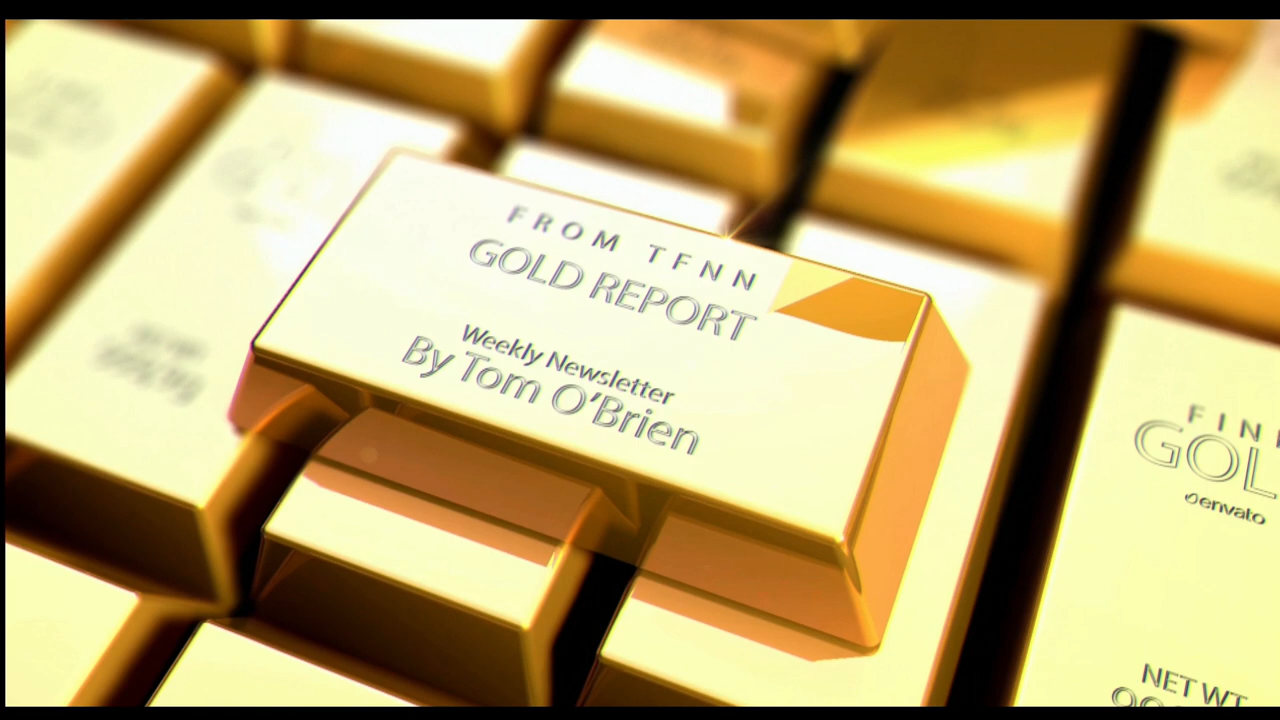 FROM TFNN
GOLD REPORT
Weekly Newsletter
By Tom O'Brien
GOL
envato
NET WT